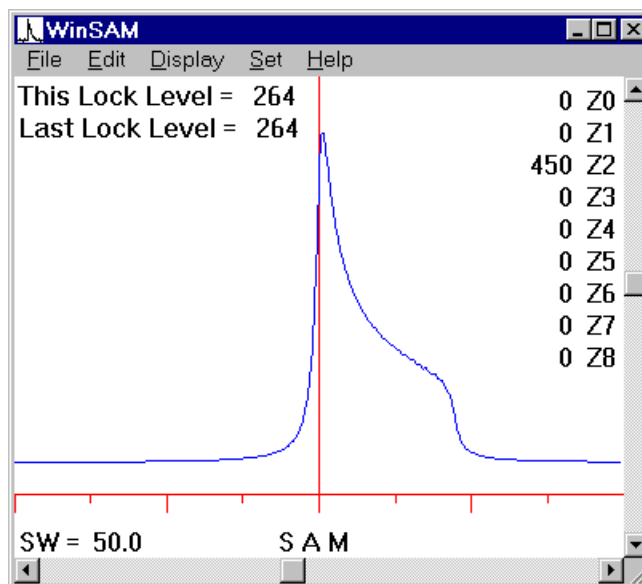 WinSAM
File Edit Display Set Help
This Lock Level = 264
Last Lock Level = 264
0 Z0
0 Z1
450 Z2
0 Z3
0 Z4
0 Z5
0 Z6
0 Z7
0 Z8
SW = 50.0
S A M